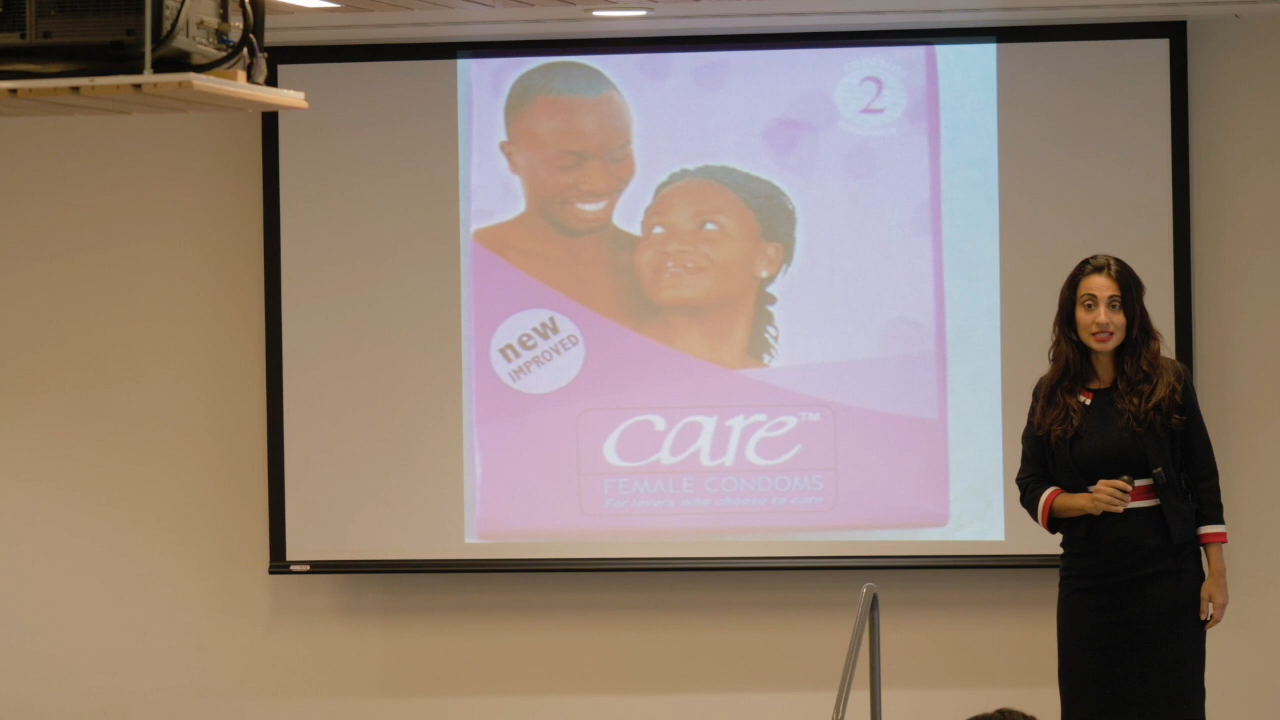 2
new
IMPROVED
care™
FEMALE CONDOMS
For lovers who choose to care